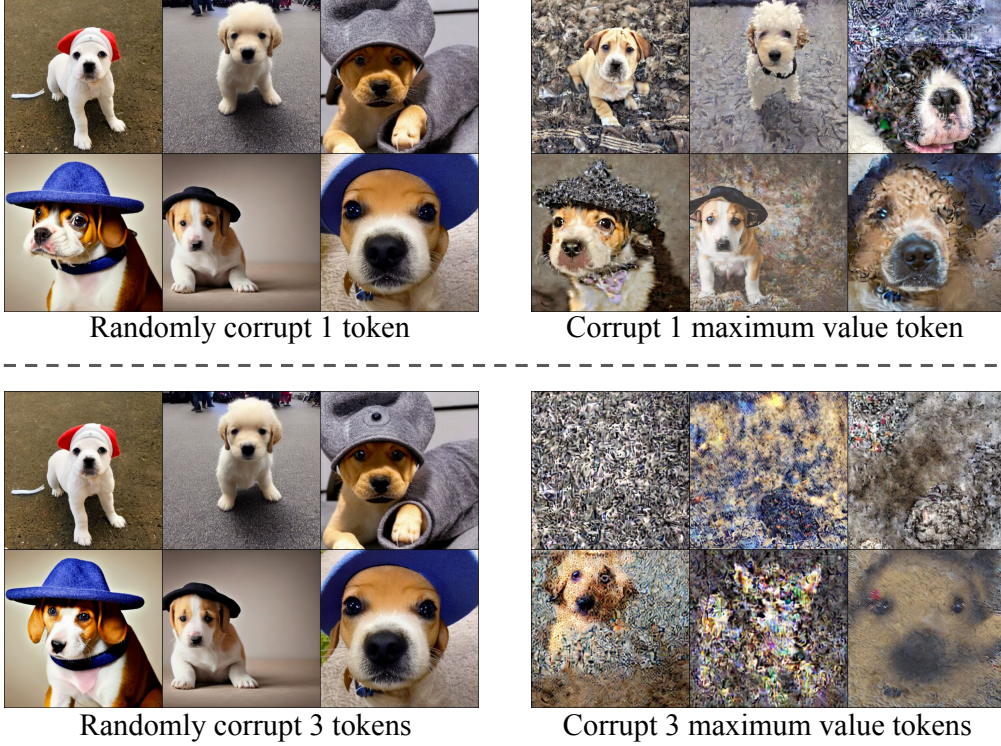 Randomly corrupt 1 token
Corrupt 1 maximum value token
Randomly corrupt 3 tokens
Corrupt 3 maximum value tokens